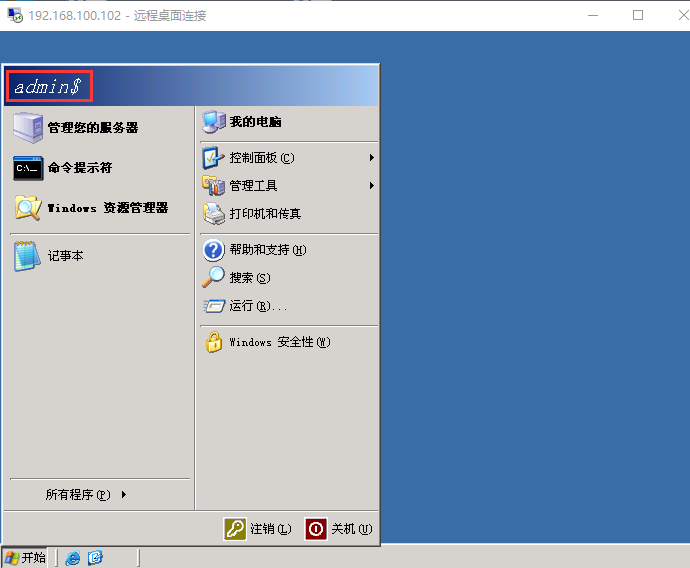 192.168.100.102 - 远程桌面连接
admin$
管理您的服务器
命令提示符
Windows 资源管理器
记事本
所有程序(P)
我的电脑
控制面板(C)
管理工具
打印机和传真
帮助和支持(H)
搜索(S)
运行(R)...
Windows 安全性(W)
注销(L)
关机(U)
开始